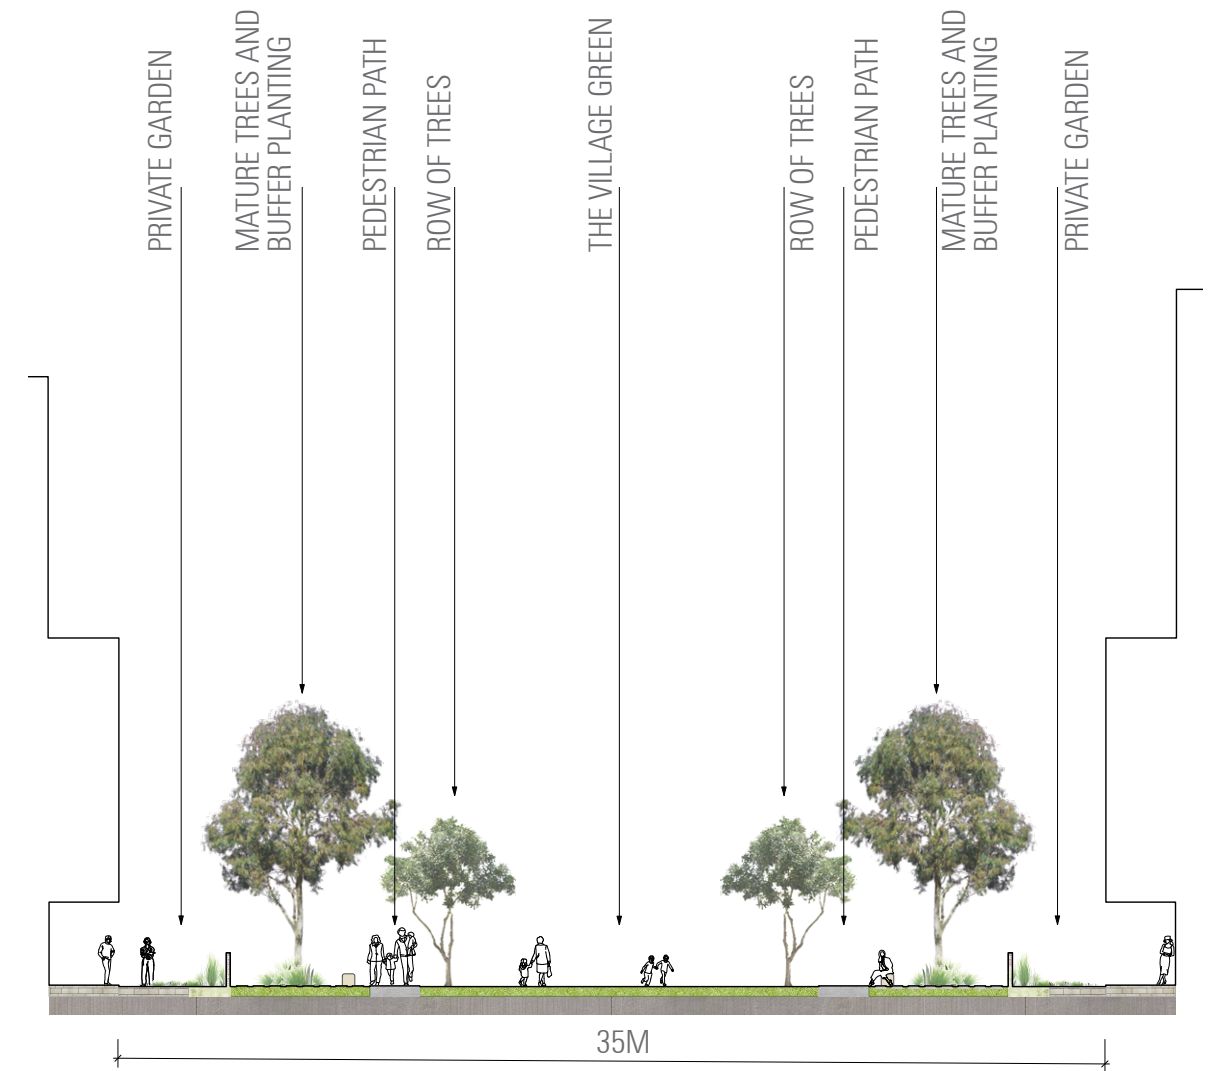 PRIVATE GARDEN
MATURE TREES AND
BUFFER PLANTING
PEDESTRIAN PATH
ROW OF TREES
THE VILLAGE GREEN
ROW OF TREES
PEDESTRIAN PATH
MATURE TREES AND
BUFFER PLANTING
PRIVATE GARDEN
35M